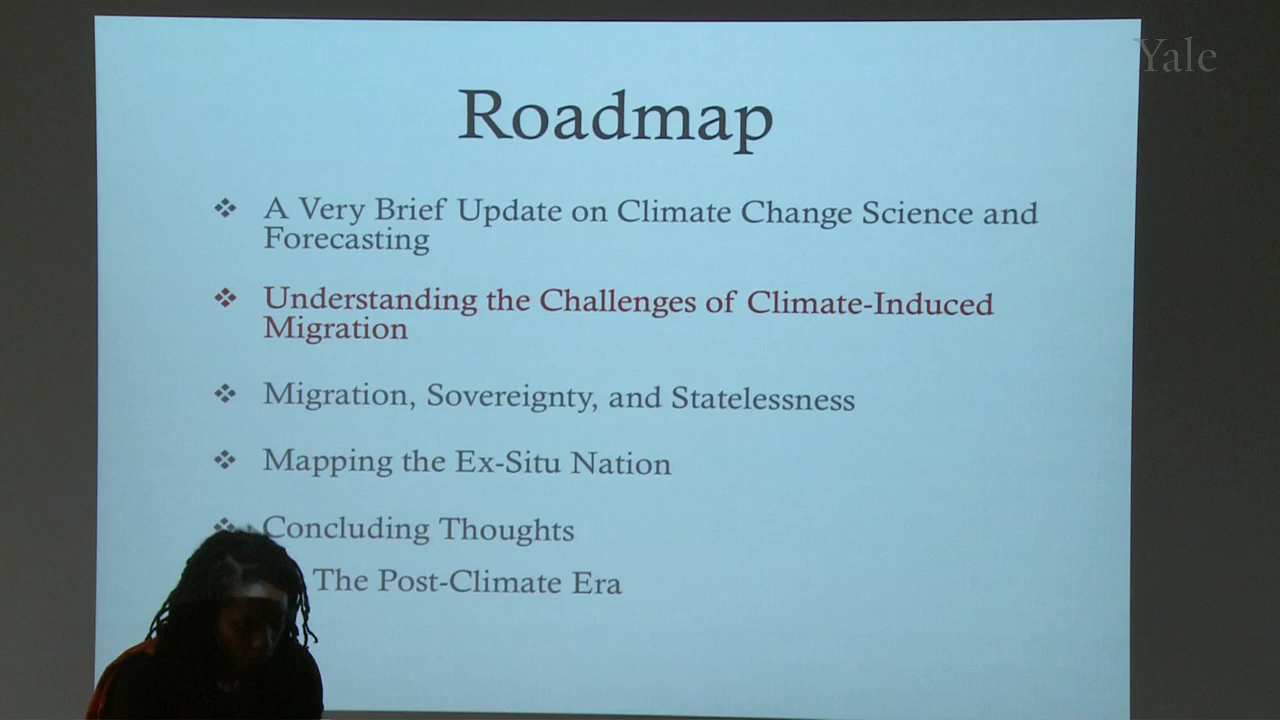 Yale
Roadmap
A Very Brief Update on Climate Change Science and
Forecasting
Understanding the Challenges of Climate-Induced
Migration
Migration, Sovereignty, and Statelessness
Mapping the Ex-Situ Nation
Concluding Thoughts
The Post-Climate Era